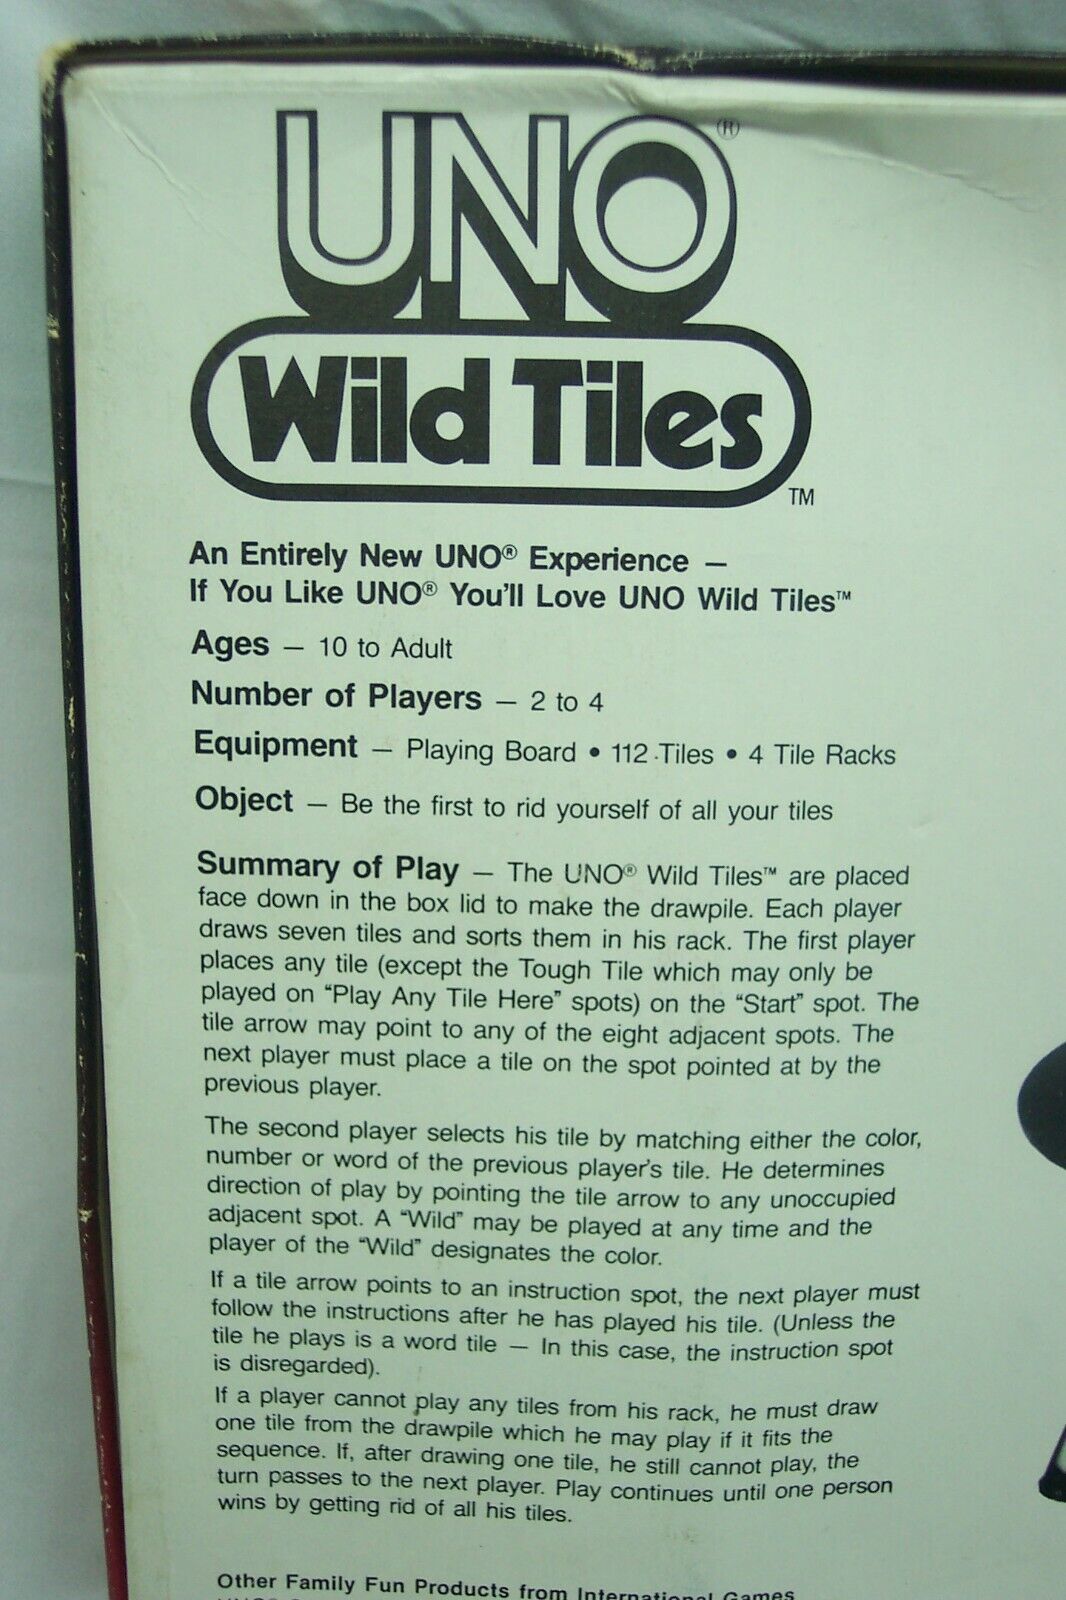 UNO®
Wild Tiles™
An Entirely New UNO® Experience —
If You Like UNO® You'll Love UNO Wild Tiles™
Ages — 10 to Adult
Number of Players — 2 to 4
Equipment — Playing Board • 112 Tiles • 4 Tile Racks
Object — Be the first to rid yourself of all your tiles
Summary of Play — The UNO® Wild Tiles™ are placed
face down in the box lid to make the drawpile. Each player
draws seven tiles and sorts them in his rack. The first player
places any tile (except the Tough Tile which may only be
played on "Play Any Tile Here" spots) on the "Start" spot. The
tile arrow may point to any of the eight adjacent spots. The
next player must place a tile on the spot pointed at by the
previous player.
The second player selects his tile by matching either the color,
number or word of the previous player's tile. He determines
direction of play by pointing the tile arrow to any unoccupied
adjacent spot. A "Wild" may be played at any time and the
player of the "Wild" designates the color.
If a tile arrow points to an instruction spot, the next player must
follow the instructions after he has played his tile. (Unless the
tile he plays is a word tile — In this case, the instruction spot
is disregarded).
If a player cannot play any tiles from his rack, he must draw
one tile from the drawpile which he may play if it fits the
sequence. If, after drawing one tile, he still cannot play, the
turn passes to the next player. Play continues until one person
wins by getting rid of all his tiles.
Other Family Fun Products from International Games